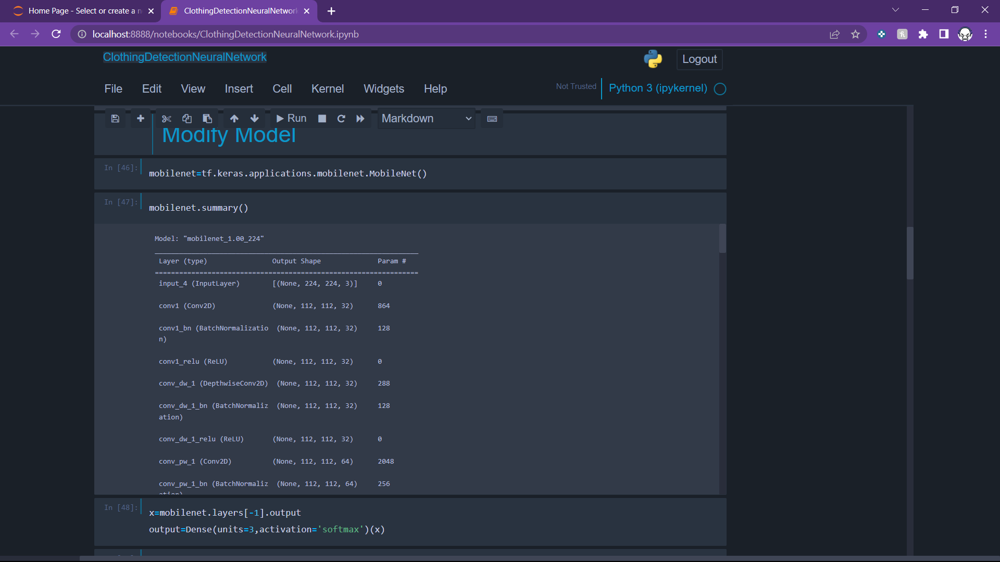 Home Page - Select or create a n
ClothingDetectionNeuralNetwork
localhost:8888/notebooks/ClothingDetectionNeuralNetwork.ipynb
ClothingDetectionNeuralNetwork
Logout
File Edit View Insert Cell Kernel Widgets Help
Not Trusted
Python 3 (ipykernel)
Run
Markdown
Modify Model
In [46]:
mobilenet=tf.keras.applications.mobilenet.MobileNet()
In [47]:
mobilenet.summary()
Model: "mobilenet_1.00_224"
Layer (type) Output Shape Param #
=================================================================
input_4 (InputLayer) [(None, 224, 224, 3)] 0
conv1 (Conv2D) (None, 112, 112, 32) 864
conv1_bn (BatchNormalizatio (None, 112, 112, 32) 128
n)
conv1_relu (ReLU) (None, 112, 112, 32) 0
conv_dw_1 (DepthwiseConv2D) (None, 112, 112, 32) 288
conv_dw_1_bn (BatchNormaliz (None, 112, 112, 32) 128
ation)
conv_dw_1_relu (ReLU) (None, 112, 112, 32) 0
conv_pw_1 (Conv2D) (None, 112, 112, 64) 2048
conv_pw_1_bn (BatchNormaliz (None, 112, 112, 64) 256
ation)
In [48]:
x=mobilenet.layers[-1].output
output=Dense(units=3,activation='softmax')(x)